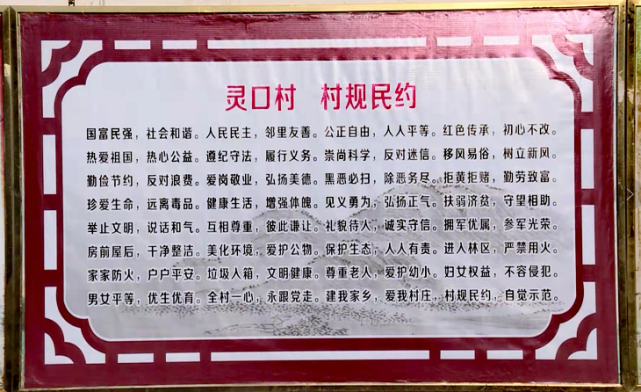 灵口村 村规民约
国富民强，社会和谐。人民民主，邻里友善。公正自由，人人平等。红色传承，初心不改。
热爱祖国，热心公益。遵纪守法，履行义务。崇尚科学，反对迷信。移风易俗，树立新风。
勤俭节约，反对浪费。爱岗敬业，弘扬美德。黑恶必扫，除恶务尽。拒黄拒赌，勤劳致富。
珍爱生命，远离毒品。健康生活，增强体魄。见义勇为，弘扬正气。扶弱济贫，守望相助。
举止文明，说话和气。互相尊重，彼此谦让。礼貌待人，诚实守信。拥军优属，参军光荣。
房前屋后，干净整洁。美化环境，爱护公物。保护生态，人人有责。进入林区，严禁用火。
家家防火，户户平安。垃圾入箱，文明健康。尊重老人，爱护幼小。妇女权益，不容侵犯。
男女平等，优生优育。全村一心，永跟党走。建我家乡，爱我村庄。村规民约，自觉示范。